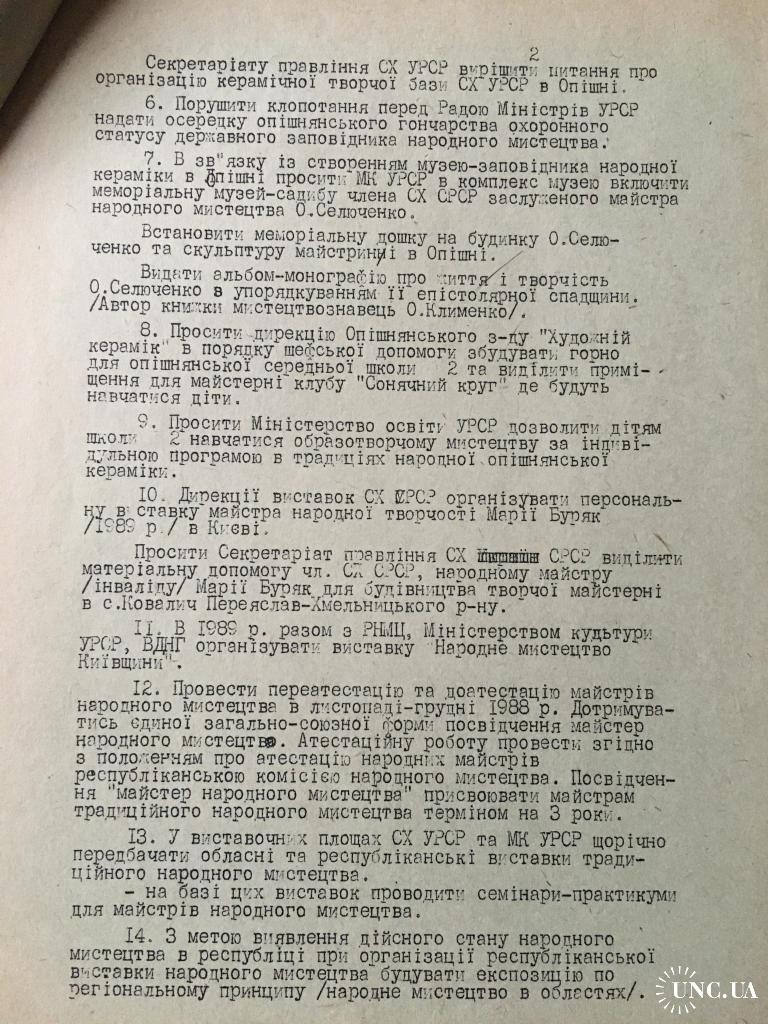 2
Секретаріату правління СХ УРСР вирішити питання про
організацію керамічної творчої бази СХ УРСР в Опішні.
6. Порушити клопотання перед Радою Міністрів УРСР
надати осередку опішнянського гончарства охоронного
статусу державного заповідника народного мистецтва.
7. В зв"язку із створенням музею-заповідника народної
кераміки в Опішні просити МК УРСР в комплекс музею включити
меморіальну музей-садибу члена СХ СРСР заслуженого майстра
народного мистецтва О.Селюченко.
Встановити меморіальну дошку на будинку О.Селю-
ченко та скульптуру майстрині в Опішні.
Видати альбом-монографію про життя і творчість
О.Селюченко з упорядкуванням її епістолярної спадщини.
/Автор книжки мистецтвознавець О.Клименко/.
8. Просити дирекцію Опішнянського з-ду "Художній
керамік" в порядку шефської допомоги збудувати горно
для опішнянської середньої школи 2 та виділити примі-
щення для майстерні клубу "Сонячний круг" де будуть
навчатися діти.
9. Просити Міністерство освіти УРСР дозволити дітям
школи 2 навчатися образотворчому мистецтву за індиві-
дульною програмою в традиціях народної опішнянської
кераміки.
10. Дирекції виставок СХ УРСР організувати персональ-
ну виставку майстра народної творчості Марії Буряк
/1989 р./ в Києві.
Просити Секретаріат правління СХ СРСР виділити
матеріальну допомогу чл. СХ СРСР, народному майстру
/інваліду/ Марії Буряк для будівництва творчої майстерні
в с.Ковалич Переяслав-Хмельницького р-ну.
11. В 1989 р. разом з РНМЦ, Міністерством кудьтури
УРСР, ВДНГ організувати виставку "Народне мистецтво
Київщини".
12. Провести переатестацію та доатестацію майстрів
народного мистецтва в листопаді-грудні 1988 р. Дотримува-
тись єдиної загально-союзної форми посвідчення майстер
народного мистецтва. Атестаційну роботу провести згідно
з положенням про атестацію народних майстрів
республіканською комісією народного мистецтва. Посвідчен-
ня "майстер народного мистецтва" присвоювати майстрам
традиційного народного мистецтва терміном на 3 роки.
13. У виставочних площах СХ УРСР та МК УРСР щорічно
передбачати обласні та республіканські виставки тради-
ційного народного мистецтва.
- на базі цих виставок проводити семінари-практикуми
для майстрів народного мистецтва.
14. З метою виявлення дійсного стану народного
мистецтва в республіці при організації республіканської
виставки народного мистецтва будувати експозицію по
регіональному принципу /народне мистецтво в областях/.
UNC.UA